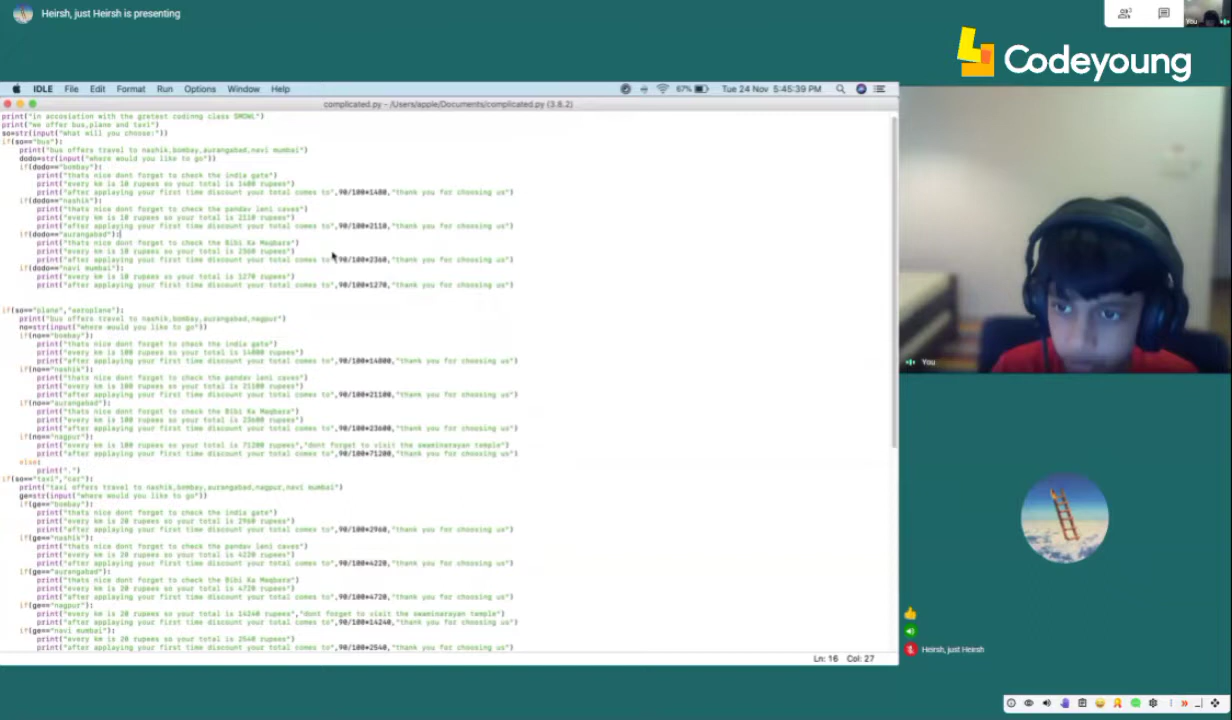 Heirsh, just Heirsh is presenting
You
Codeyoung
IDLE File Edit Format Run Options Window Help
67% Tue 24 Nov 5:45:39 PM
complicated.py - /Users/apple/Documents/complicated.py (3.8.2)
print("in accosiation with the gretest codinng class SMOWL")
print("we offer bus,plane and taxi")
so=str(input("what will you choose:"))
if(so=="bus"):
print("bus offers travel to nashik,bombay,aurangabad,navi mumbai")
dodo=str(input("where would you like to go"))
if(dodo=="bombay"):
print("thats nice dont forget to check the india gate")
print("every km is 10 rupees so your total is 1480 rupees")
print("after applaying your first time discount your total comes to",90/100*1480,"thank you for choosing us")
if(dodo=="nashik"):
print("thats nice dont forget to check the pandav leni caves")
print("every km is 10 rupees so your total is 2110 rupees")
print("after applaying your first time discount your total comes to",90/100*2110,"thank you for choosing us")
if(dodo=="aurangabad"):
print("thats nice dont forget to check the Bibi Ka Maqbara")
print("every km is 10 rupees so your total is 2360 rupees")
print("after applaying your first time discount your total comes to",90/100*2360,"thank you for choosing us")
if(dodo=="navi mumbai"):
print("every km is 10 rupees so your total is 1270 rupees")
print("after applaying your first time discount your total comes to",90/100*1270,"thank you for choosing us")
if(so=="plane","aeroplane"):
print("bus offers travel to nashik,bombay,aurangabad,nagpur")
no=str(input("where would you like to go"))
if(no=="bombay"):
print("thats nice dont forget to check the india gate")
print("every km is 100 rupees so your total is 14800 rupees")
print("after applaying your first time discount your total comes to",90/100*14800,"thank you for choosing us")
if(no=="nashik"):
print("thats nice dont forget to check the pandav leni caves")
print("every km is 100 rupees so your total is 21100 rupees")
print("after applaying your first time discount your total comes to",90/100*21100,"thank you for choosing us")
if(no=="aurangabad"):
print("thats nice dont forget to check the Bibi Ka Maqbara")
print("every km is 100 rupees so your total is 23600 rupees")
print("after applaying your first time discount your total comes to",90/100*23600,"thank you for choosing us")
if(no=="nagpur"):
print("every km is 100 rupees so your total is 71200 rupees","dont forget to visit the swaminarayan temple")
print("after applaying your first time discount your total comes to",90/100*71200,"thank you for choosing us")
else:
print(".")
if(so=="taxi","car"):
print("taxi offers travel to nashik,bombay,aurangabad,nagpur,navi mumbai")
ge=str(input("where would you like to go"))
if(ge=="bombay"):
print("thats nice dont forget to check the india gate")
print("every km is 20 rupees so your total is 2960 rupees")
print("after applaying your first time discount your total comes to",90/100*2960,"thank you for choosing us")
if(ge=="nashik"):
print("thats nice dont forget to check the pandav leni caves")
print("every km is 20 rupees so your total is 4220 rupees")
print("after applaying your first time discount your total comes to",90/100*4220,"thank you for choosing us")
if(ge=="aurangabad"):
print("thats nice dont forget to check the Bibi Ka Maqbara")
print("every km is 20 rupees so your total is 4720 rupees")
print("after applaying your first time discount your total comes to",90/100*4720,"thank you for choosing us")
if(ge=="nagpur"):
print("every km is 20 rupees so your total is 14240 rupees","dont forget to visit the swaminarayan temple")
print("after applaying your first time discount your total comes to",90/100*14240,"thank you for choosing us")
if(ge=="navi mumbai"):
print("every km is 20 rupees so your total is 2540 rupees")
print("after applaying your first time discount your total comes to",90/100*2540,"thank you for choosing us")
Ln: 16 Col: 27
You
Heirsh, just Heirsh